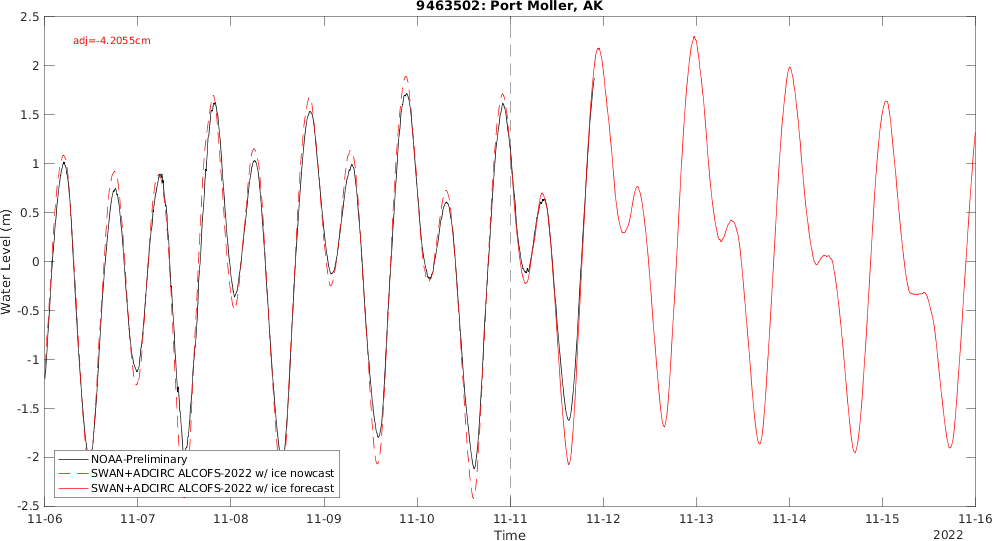 9463502: Port Moller, AK
adj=-4.2055cm
2.5
2
1.5
1
0.5
0
-0.5
-1
-1.5
-2
-2.5
Water Level (m)
NOAA-Preliminary
SWAN+ADCIRC ALCOFS-2022 w/ ice nowcast
SWAN+ADCIRC ALCOFS-2022 w/ ice forecast
11-06 11-07 11-08 11-09 11-10 11-11 11-12 11-13 11-14 11-15 11-16
Time
2022